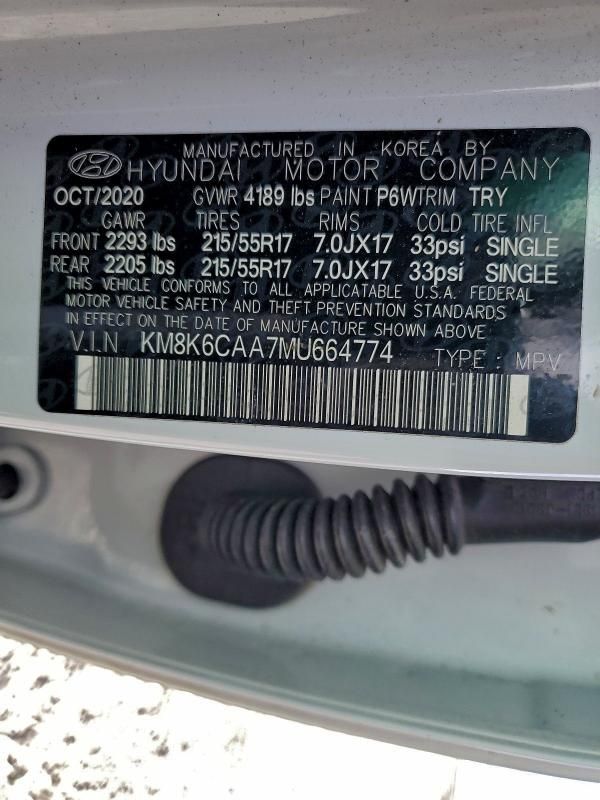 MANUFACTURED IN KOREA BY
HYUNDAI MOTOR COMPANY
OCT/2020 GVWR 4189 lbs PAINT P6WTRIM TRY
GAWR TIRES RIMS COLD TIRE INFL
FRONT 2293 lbs 215/55R17 7.0JX17 33psi . SINGLE
REAR 2205 lbs 215/55R17 7.0JX17 33psi SINGLE
THIS VEHICLE CONFORMS TO ALL APPLICATABLE U.S.A. FEDERAL
MOTOR VEHICLE SAFETY AND THEFT PREVENTION STANDARDS
IN EFFECT ON THE DATE OF MANUFACTURE SHOWN ABOVE.
V.I.N KM8K6CAA7MU664774 TYPE : MPV